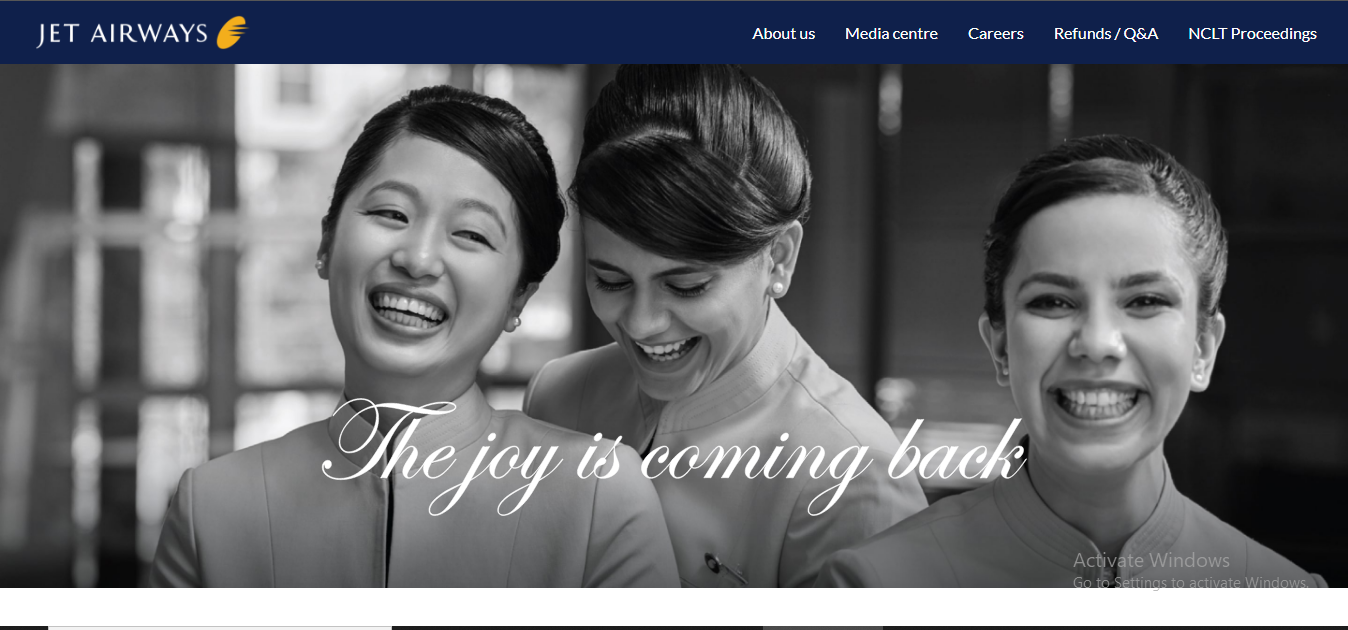 JET AIRWAYS
About us
Media centre
Careers
Refunds / Q&A
NCLT Proceedings
The joy is coming back
Activate Windows
Go to Settings to activate Windows.